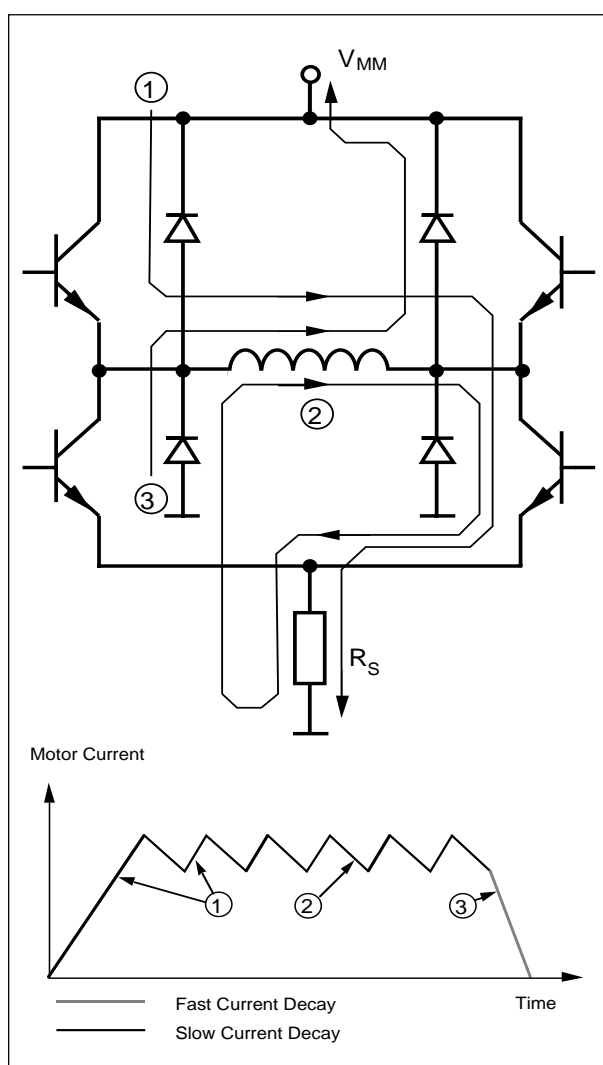 VMM
1
3
2
RS
Motor Current
1
2
3
Fast Current Decay
Time
Slow Current Decay